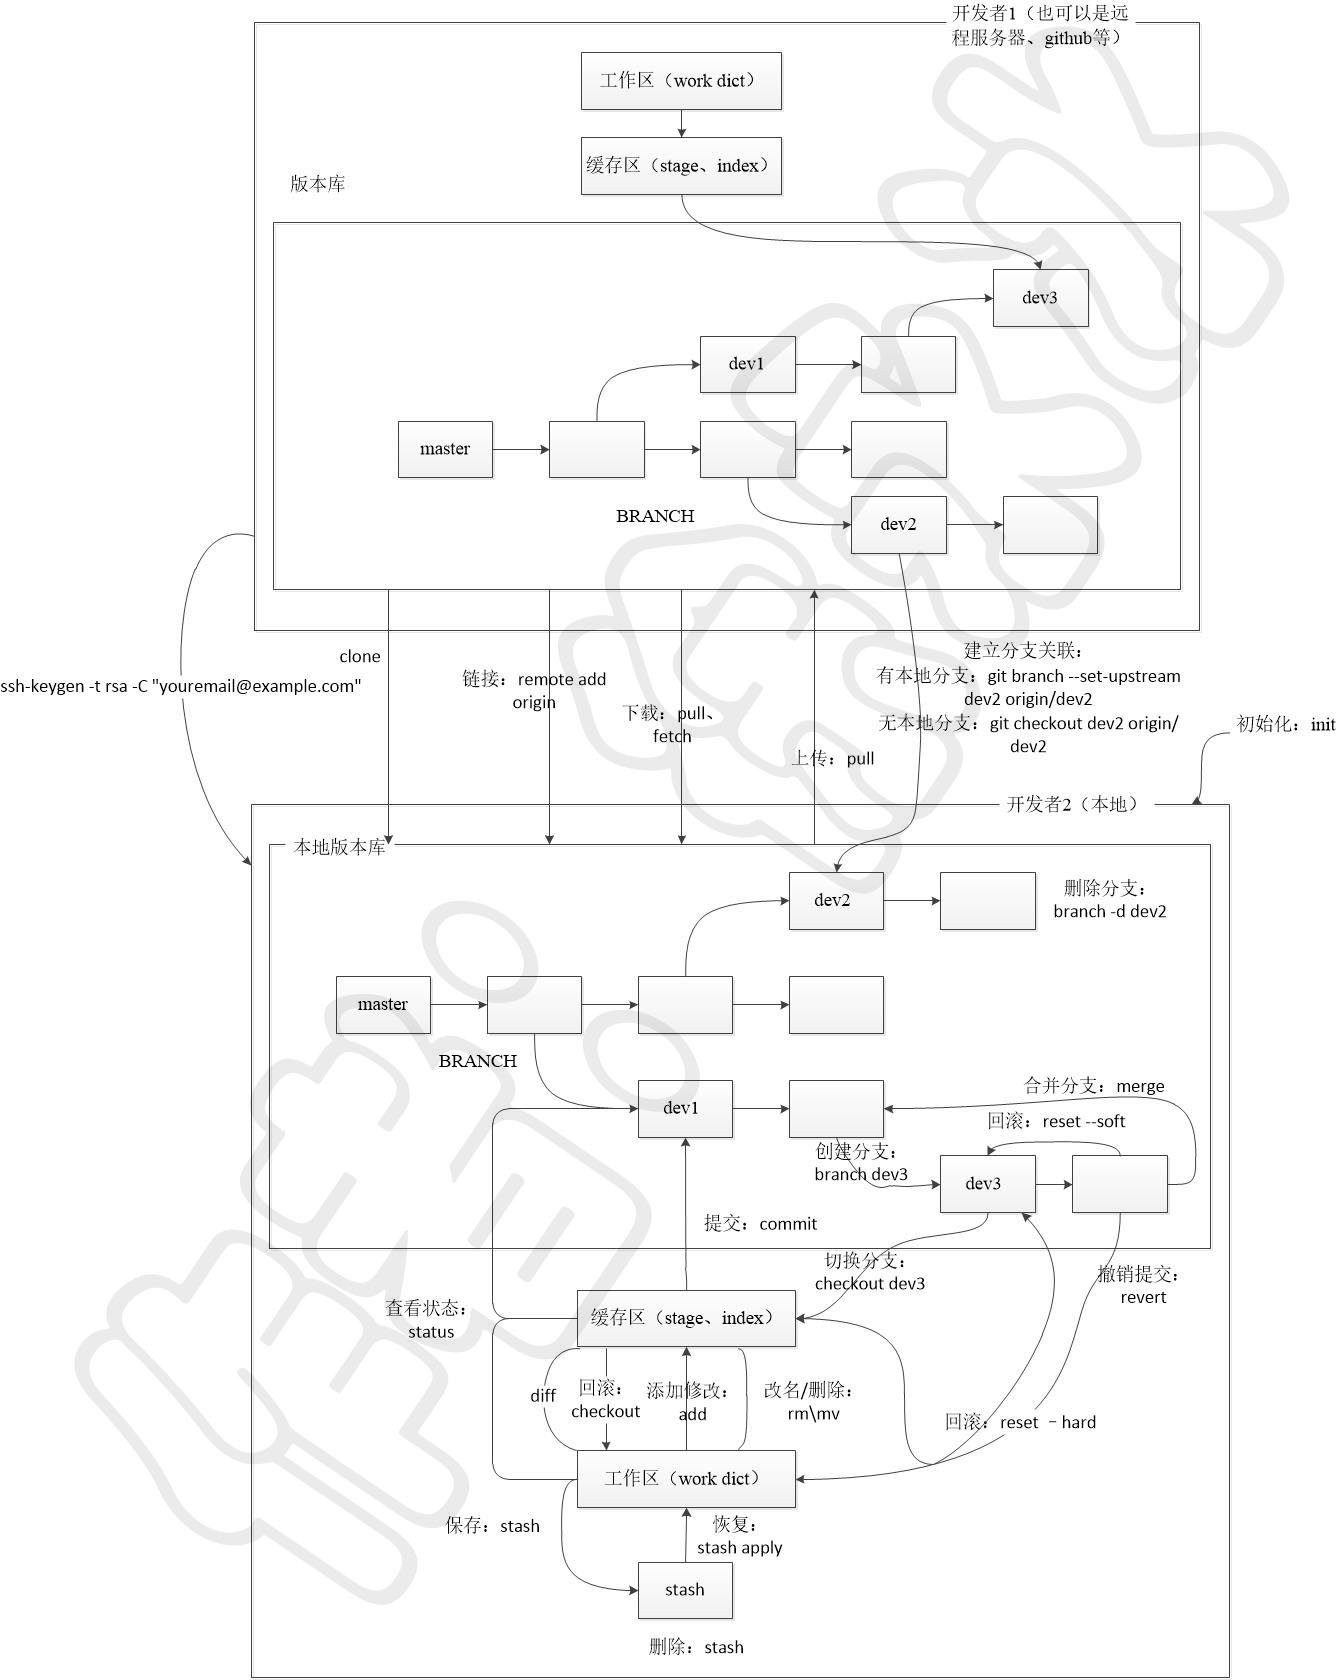 开发者1（也可以是远
程服务器、github等）
工作区（work dict）
缓存区（stage、index）
版本库
dev3
dev1
master
BRANCH
dev2
clone
ssh-keygen -t rsa -C "youremail@example.com"
链接：remote add
origin
下载：pull、
fetch
上传：pull
建立分支关联：
有本地分支：git branch --set-upstream
dev2 origin/dev2
无本地分支：git checkout dev2 origin/
dev2
初始化：init
开发者2（本地）
本地版本库
dev2
删除分支：
branch -d dev2
master
BRANCH
dev1
合并分支：merge
回滚：reset --soft
创建分支：
branch dev3
dev3
提交：commit
切换分支：
checkout dev3
撤销提交：
revert
查看状态：
status
缓存区（stage、index）
diff
回滚：
checkout
添加修改：
add
改名/删除：
rm\mv
回滚：reset –hard
工作区（work dict）
保存：stash
恢复：
stash apply
stash
删除：stash